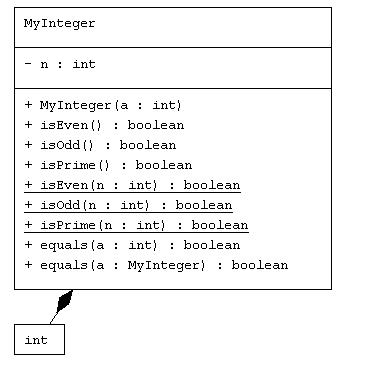 MyInteger
- n : int
+ MyInteger(a : int)
+ isEven() : boolean
+ isOdd() : boolean
+ isPrime() : boolean
+ isEven(n : int) : boolean
+ isOdd(n : int) : boolean
+ isPrime(n : int) : boolean
+ equals(a : int) : boolean
+ equals(a : MyInteger) : boolean
int